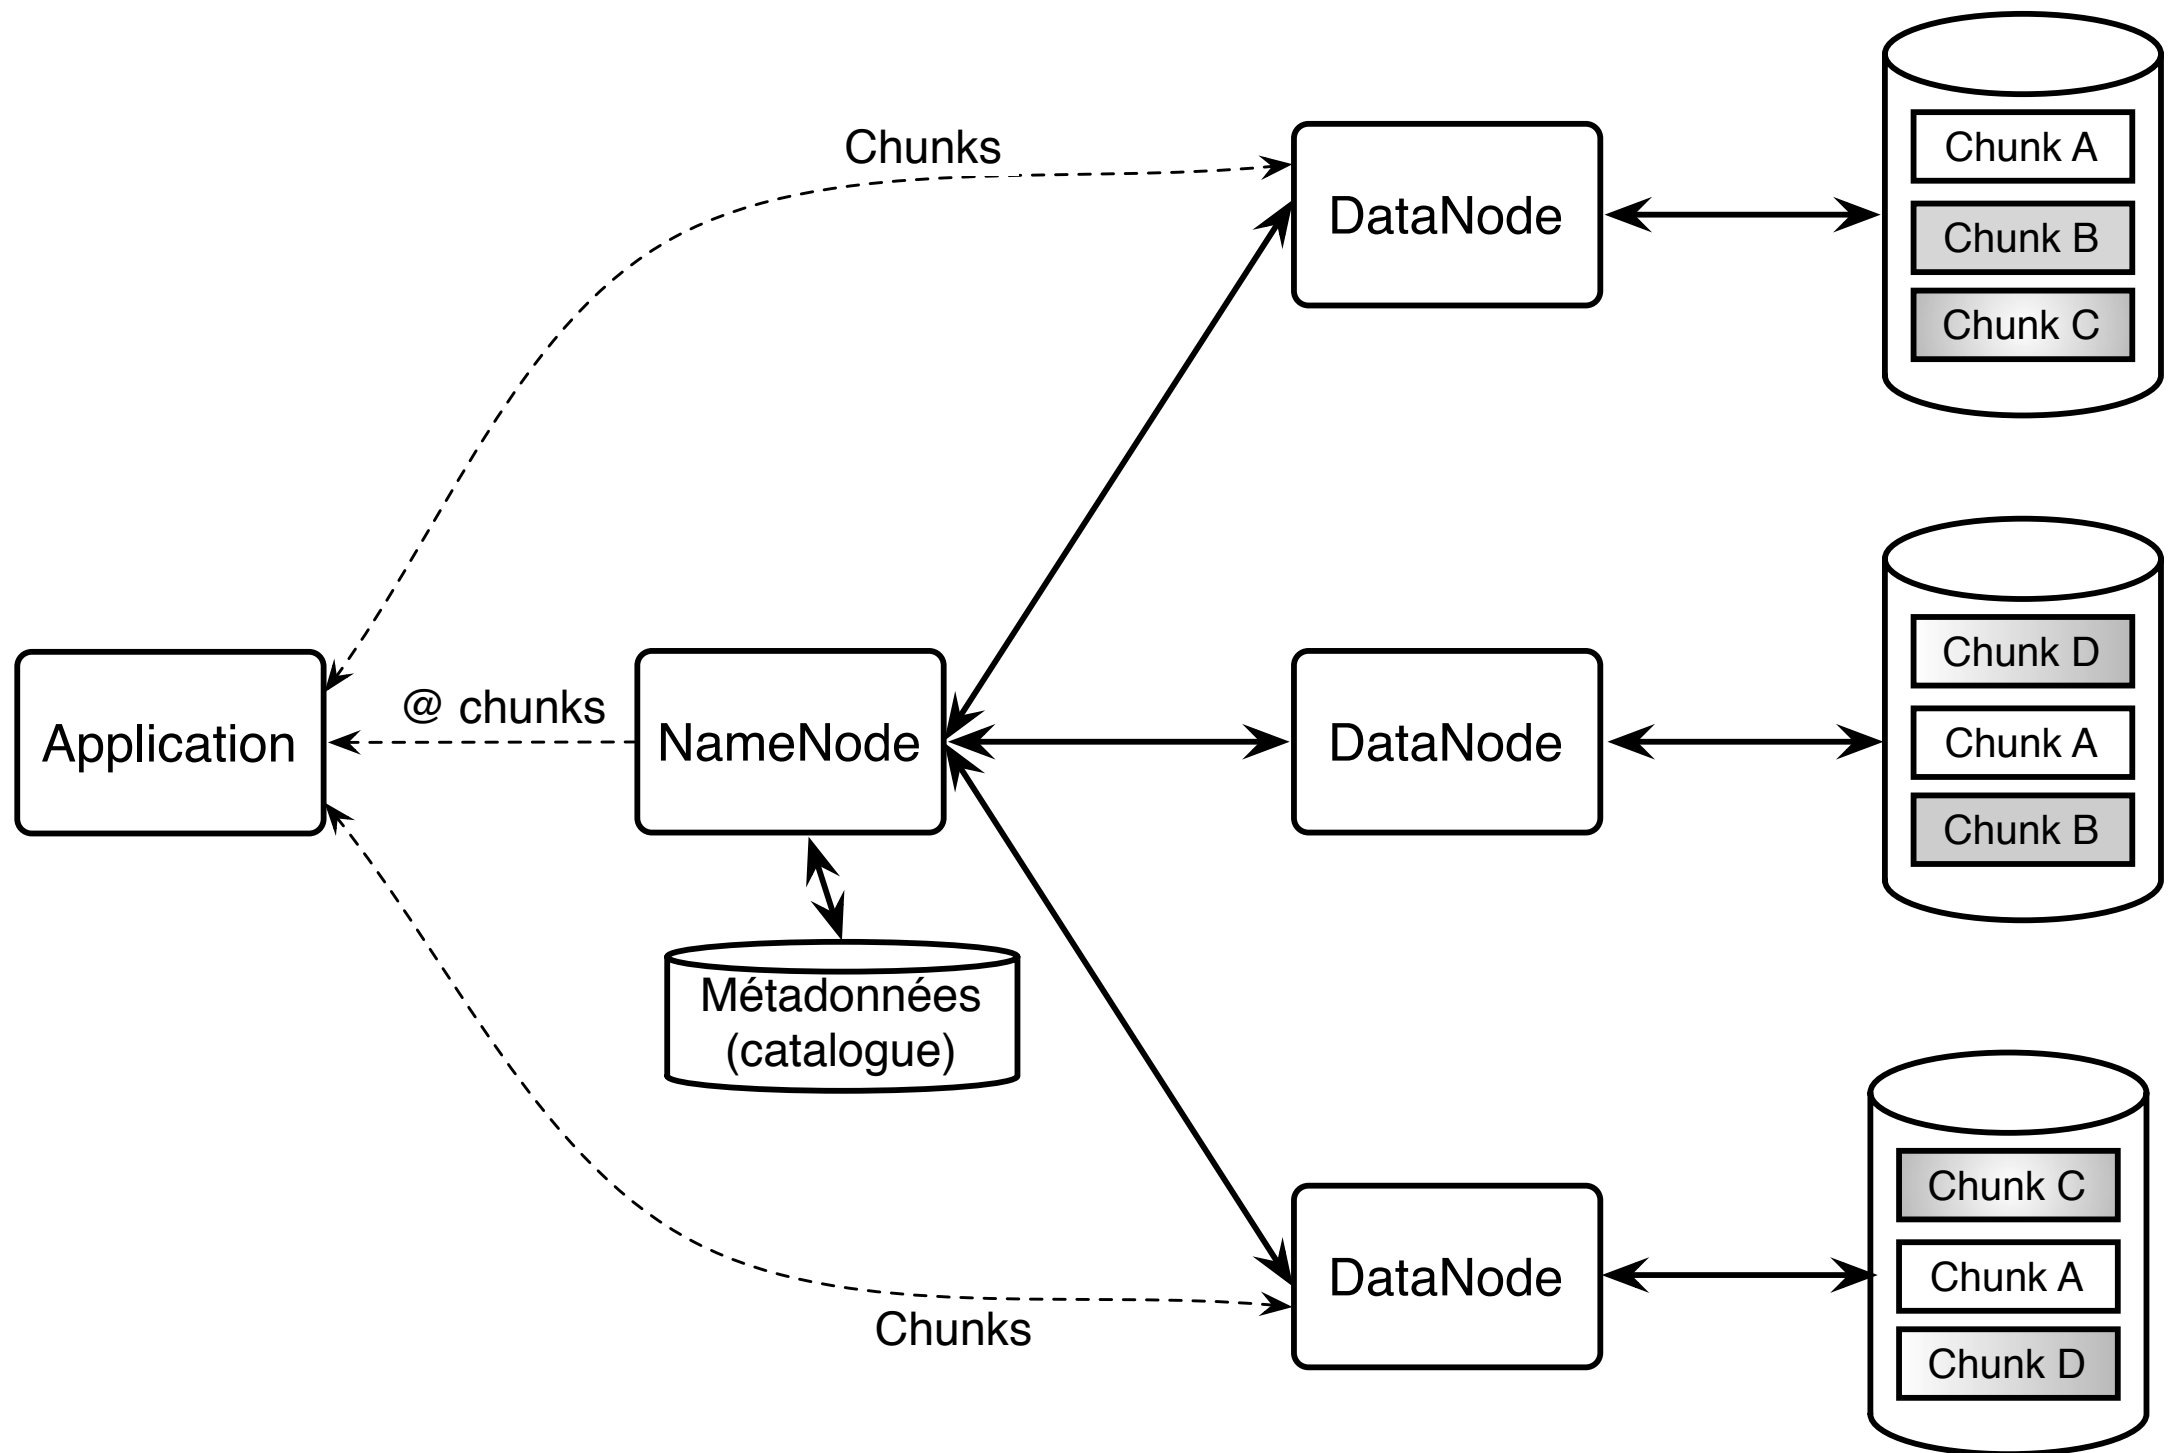 Chunks
DataNode
Chunk A
Chunk B
Chunk C
Application
@ chunks
NameNode
DataNode
Chunk D
Chunk A
Chunk B
Métadonnées
(catalogue)
Chunks
DataNode
Chunk C
Chunk A
Chunk D